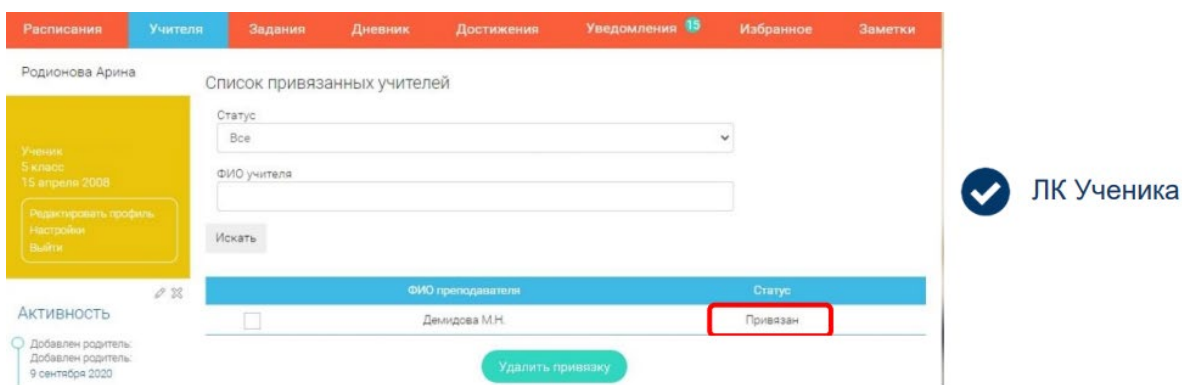 Расписания Учителя Задания Дневник Достижения Уведомления 15 Избранное Заметки
Родионова Арина
Ученик
5 класс
15 апреля 2008
Редактировать профиль
Настройки
Выйти
Активность
Добавлен родитель:
Добавлен родитель:
9 сентября 2020
Список привязанных учителей
Статус
Все
ФИО учителя
Искать
ФИО преподавателя Статус
Демидова М.Н. Привязан
Удалить привязку
ЛК Ученика